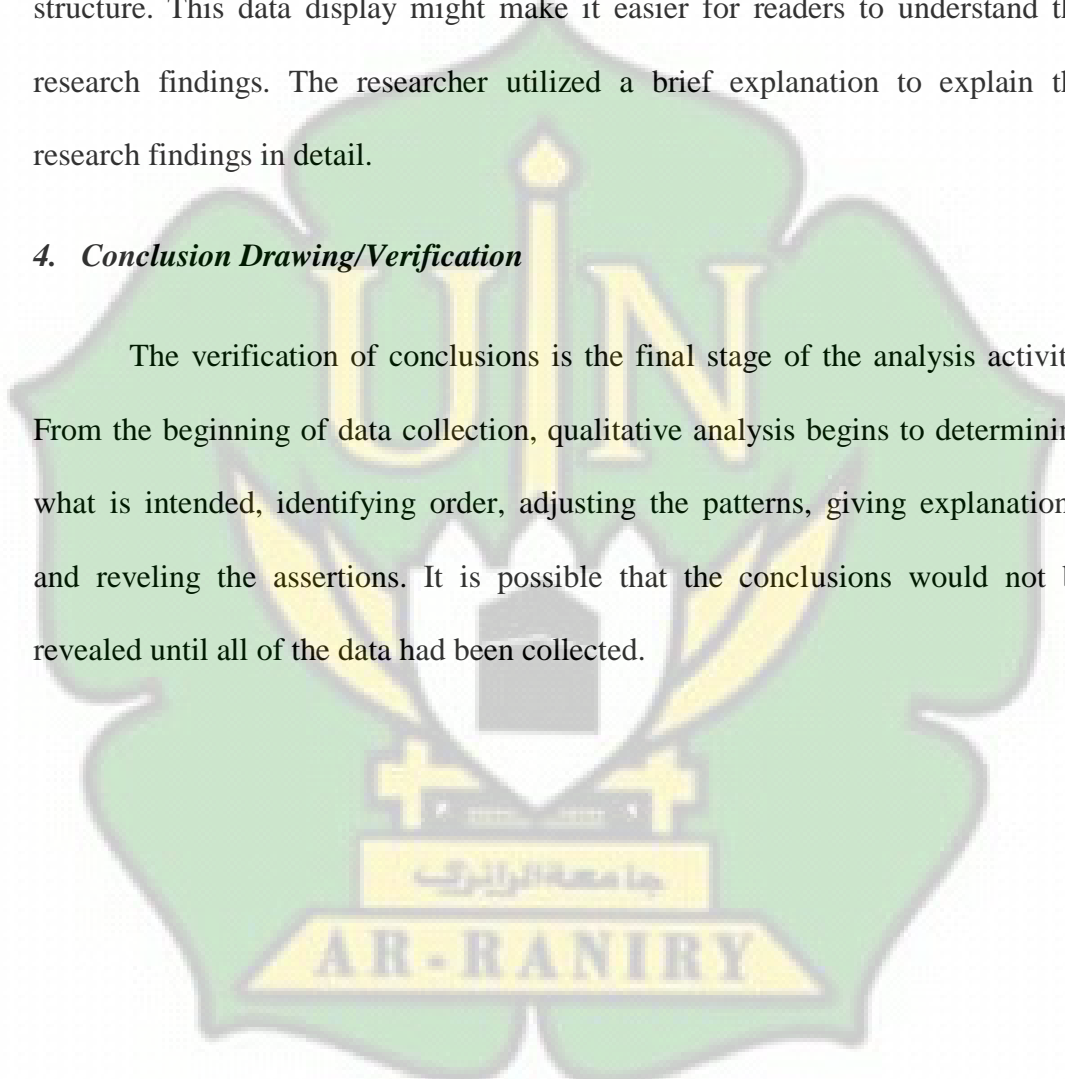 structure. This data display might make it easier for readers to understand th
research findings. The researcher utilized a brief explanation to explain th
research findings in detail.
4. Conclusion Drawing/Verification
The verification of conclusions is the final stage of the analysis activit
From the beginning of data collection, qualitative analysis begins to determinin
what is intended, identifying order, adjusting the patterns, giving explanation
and reveling the assertions. It is possible that the conclusions would not b
revealed until all of the data had been collected.
UIN
جامعة الرانري
AR-RANIRY